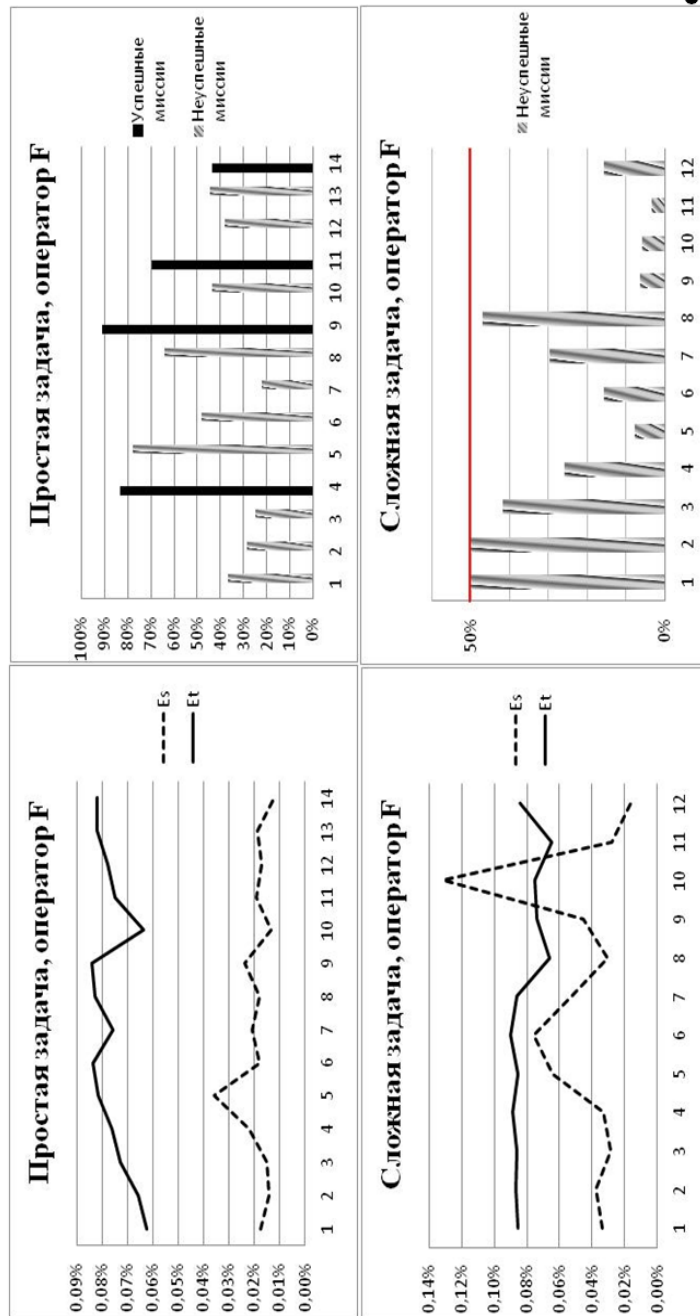 Простая задача, оператор F
0,09%
0,08%
0,07%
0,06%
0,05%
0,04%
0,03%
0,02%
0,01%
0,00%
1 2 3 4 5 6 7 8 9 10 11 12 13 14
Es
Et
Простая задача, оператор F
100%
90%
80%
70%
60%
50%
40%
30%
20%
10%
0%
1 2 3 4 5 6 7 8 9 10 11 12 13 14
Успешные
миссии
Неуспешные
миссии
Сложная задача, оператор F
0,14%
0,12%
0,10%
0,08%
0,06%
0,04%
0,02%
0,00%
1 2 3 4 5 6 7 8 9 10 11 12
Es
Et
Сложная задача, оператор F
50%
0%
1 2 3 4 5 6 7 8 9 10 11 12
Неуспешные
миссии